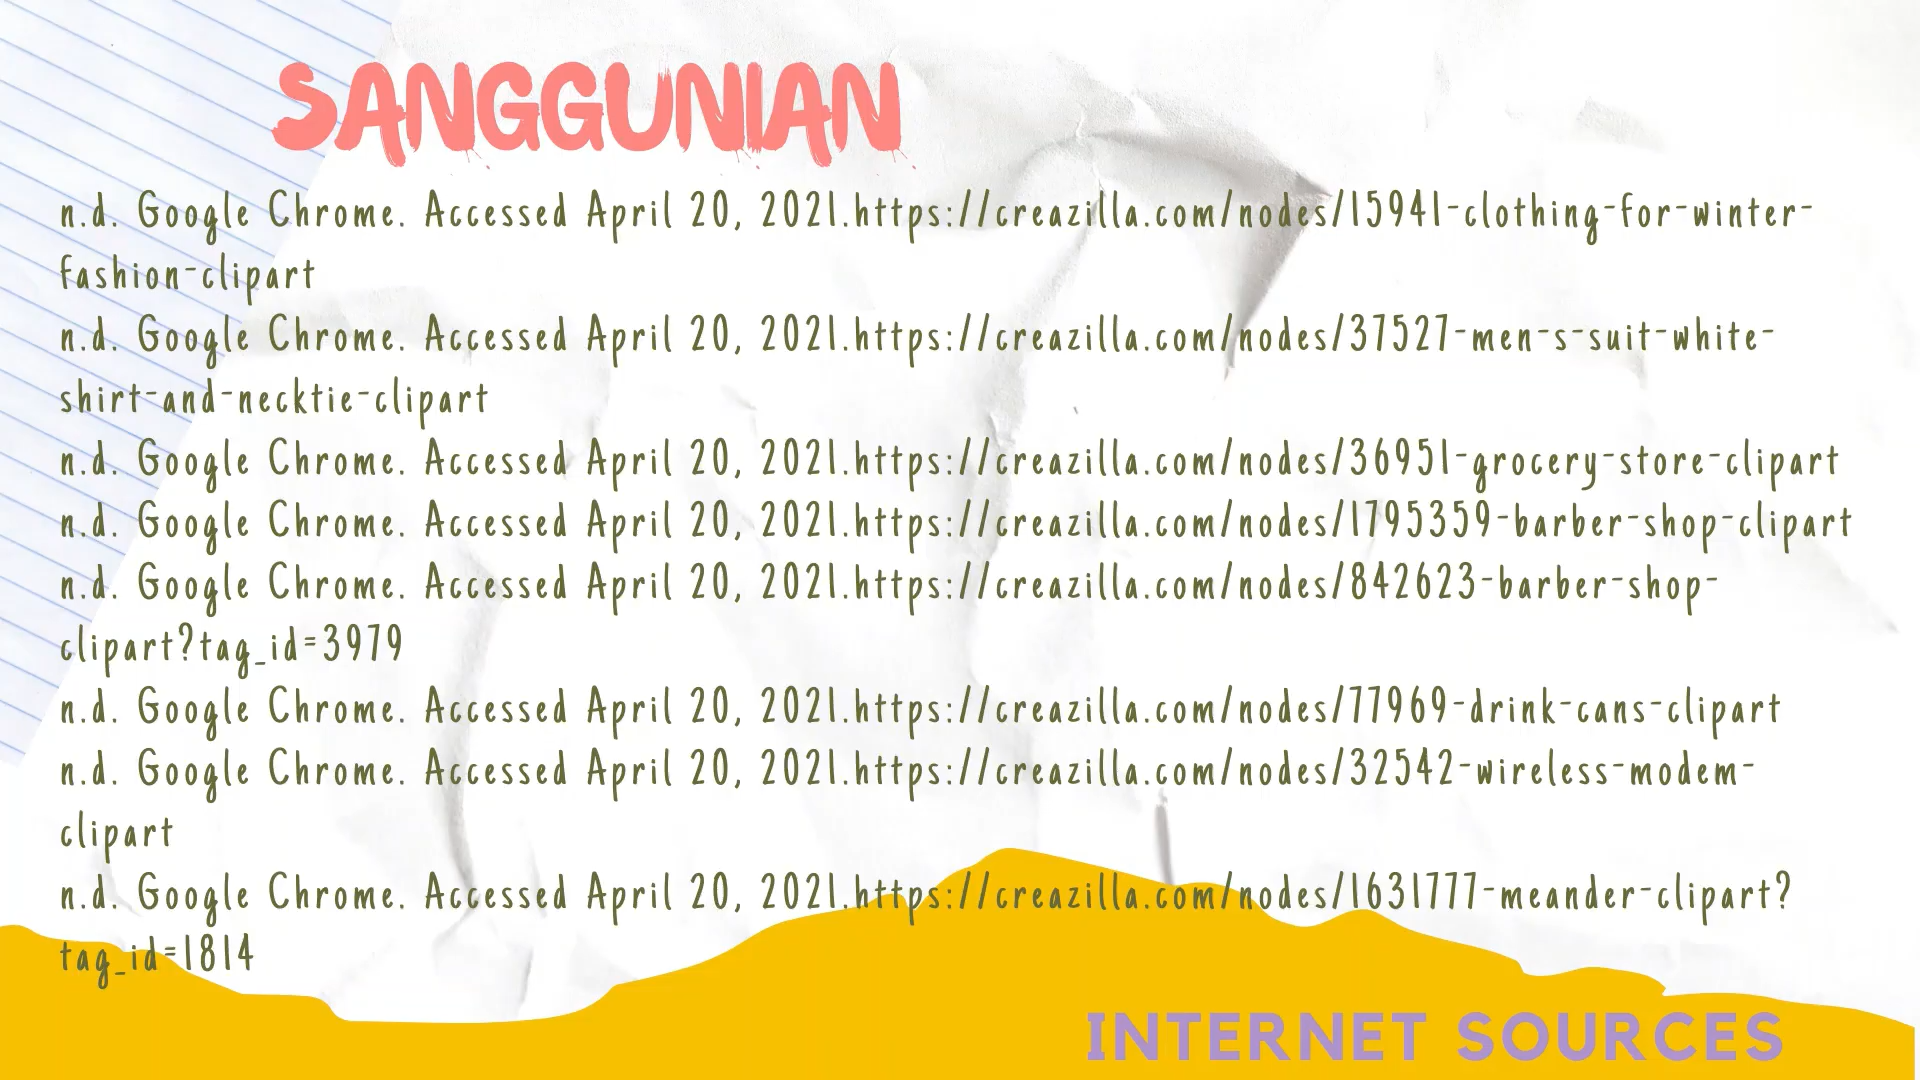 SANGGUNIAN
n.d. Google Chrome. Accessed April 20, 2021.https://creazilla.com/nodes/15941-clothing-for-winter-
fashion-clipart
n.d. Google Chrome. Accessed April 20, 2021.https://creazilla.com/nodes/37527-men-s-suit-white-
shirt-and-necktie-clipart
n.d. Google Chrome. Accessed April 20, 2021.https://creazilla.com/nodes/36951-grocery-store-clipart
n.d. Google Chrome. Accessed April 20, 2021.https://creazilla.com/nodes/1795359-barber-shop-clipart
n.d. Google Chrome. Accessed April 20, 2021.https://creazilla.com/nodes/842623-barber-shop-
clipart?tag_id=3979
n.d. Google Chrome. Accessed April 20, 2021.https://creazilla.com/nodes/77969-drink-cans-clipart
n.d. Google Chrome. Accessed April 20, 2021.https://creazilla.com/nodes/32542-wireless-modem-
clipart
n.d. Google Chrome. Accessed April 20, 2021.https://creazilla.com/nodes/1631777-meander-clipart?
tag_id=1814
INTERNET SOURCES